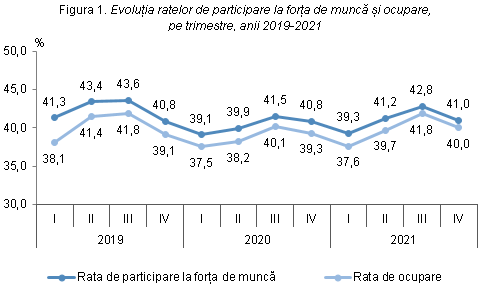 Figura 1. Evoluția ratelor de participare la forța de muncă și ocupare,
pe trimestre, anii 2019-2021
%
50,0
45,0
40,0
35,0
30,0
41,3 43,4 43,6 40,8 39,1 39,9 41,5 40,8 39,3 41,2 42,8 41,0
38,1 41,4 41,8 39,1 37,5 38,2 40,1 39,3 37,6 39,7 41,8 40,0
I II III IV I II III IV I II III IV
2019 2020 2021
Rata de participare la forța de muncă Rata de ocupare